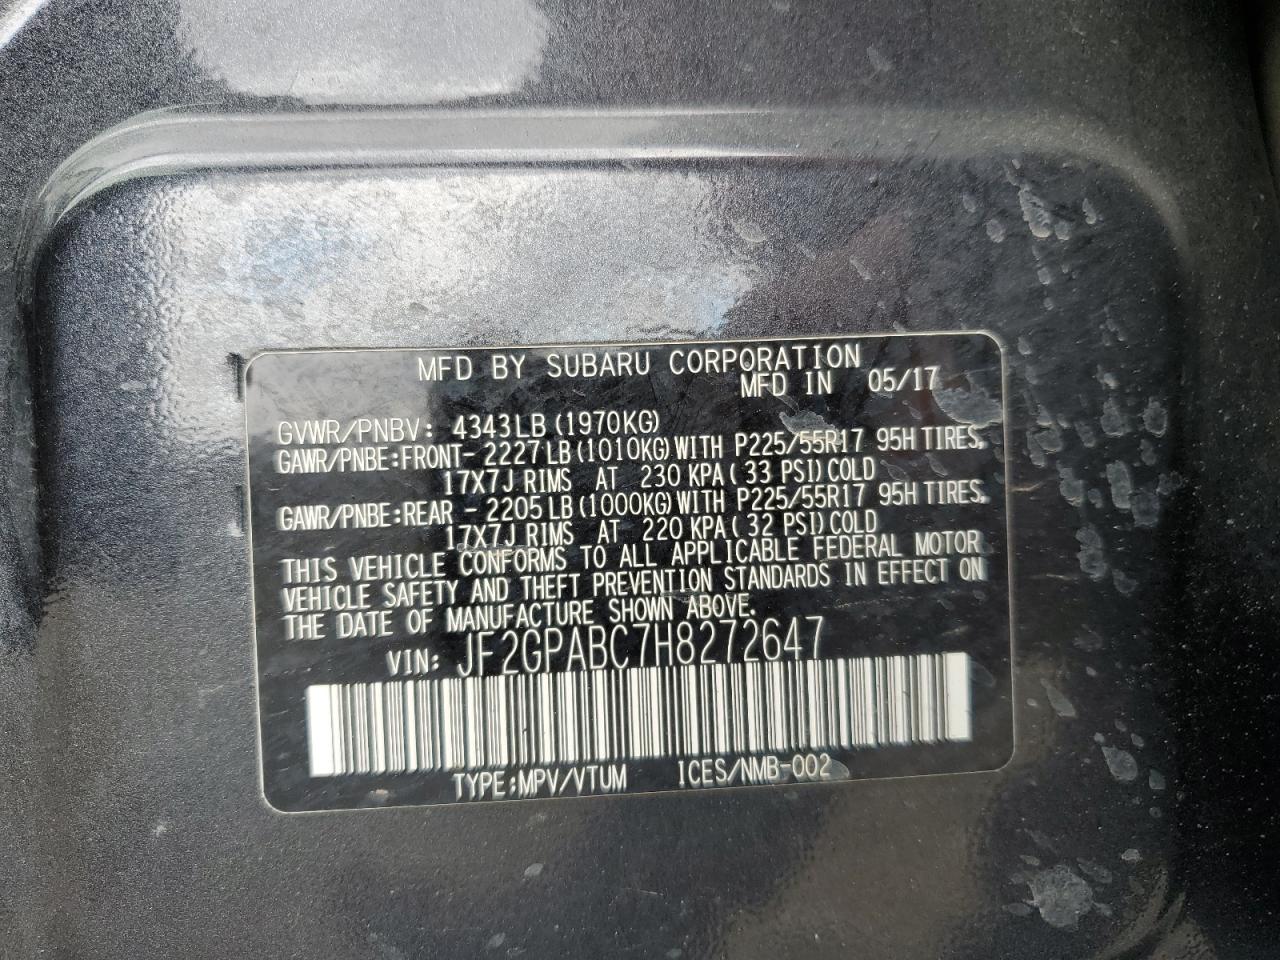 MFD BY SUBARU CORPORATION
MFD IN 05/17
GVWR/PNBV: 4343LB (1970KG)
GAWR/PNBE:FRONT-2227LB(1010KG)WITH P225/55R17 95H TIRES,
17X7J RIMS AT 230 KPA( 33 PSI)COLD
GAWR/PNBE:REAR -2205LB(1000KG)WITH P225/55R17 95H TIRES,
17X7J RIMS AT 220 KPA( 32 PSI)COLD
THIS VEHICLE CONFORMS TO ALL APPLICABLE FEDERAL MOTOR
VEHICLE SAFETY AND THEFT PREVENTION STANDARDS IN EFFECT ON
THE DATE OF MANUFACTURE SHOWN ABOVE.
VIN: JF2GPABC7H8272647
TYPE:MPV/VTUM ICES/NMB-002